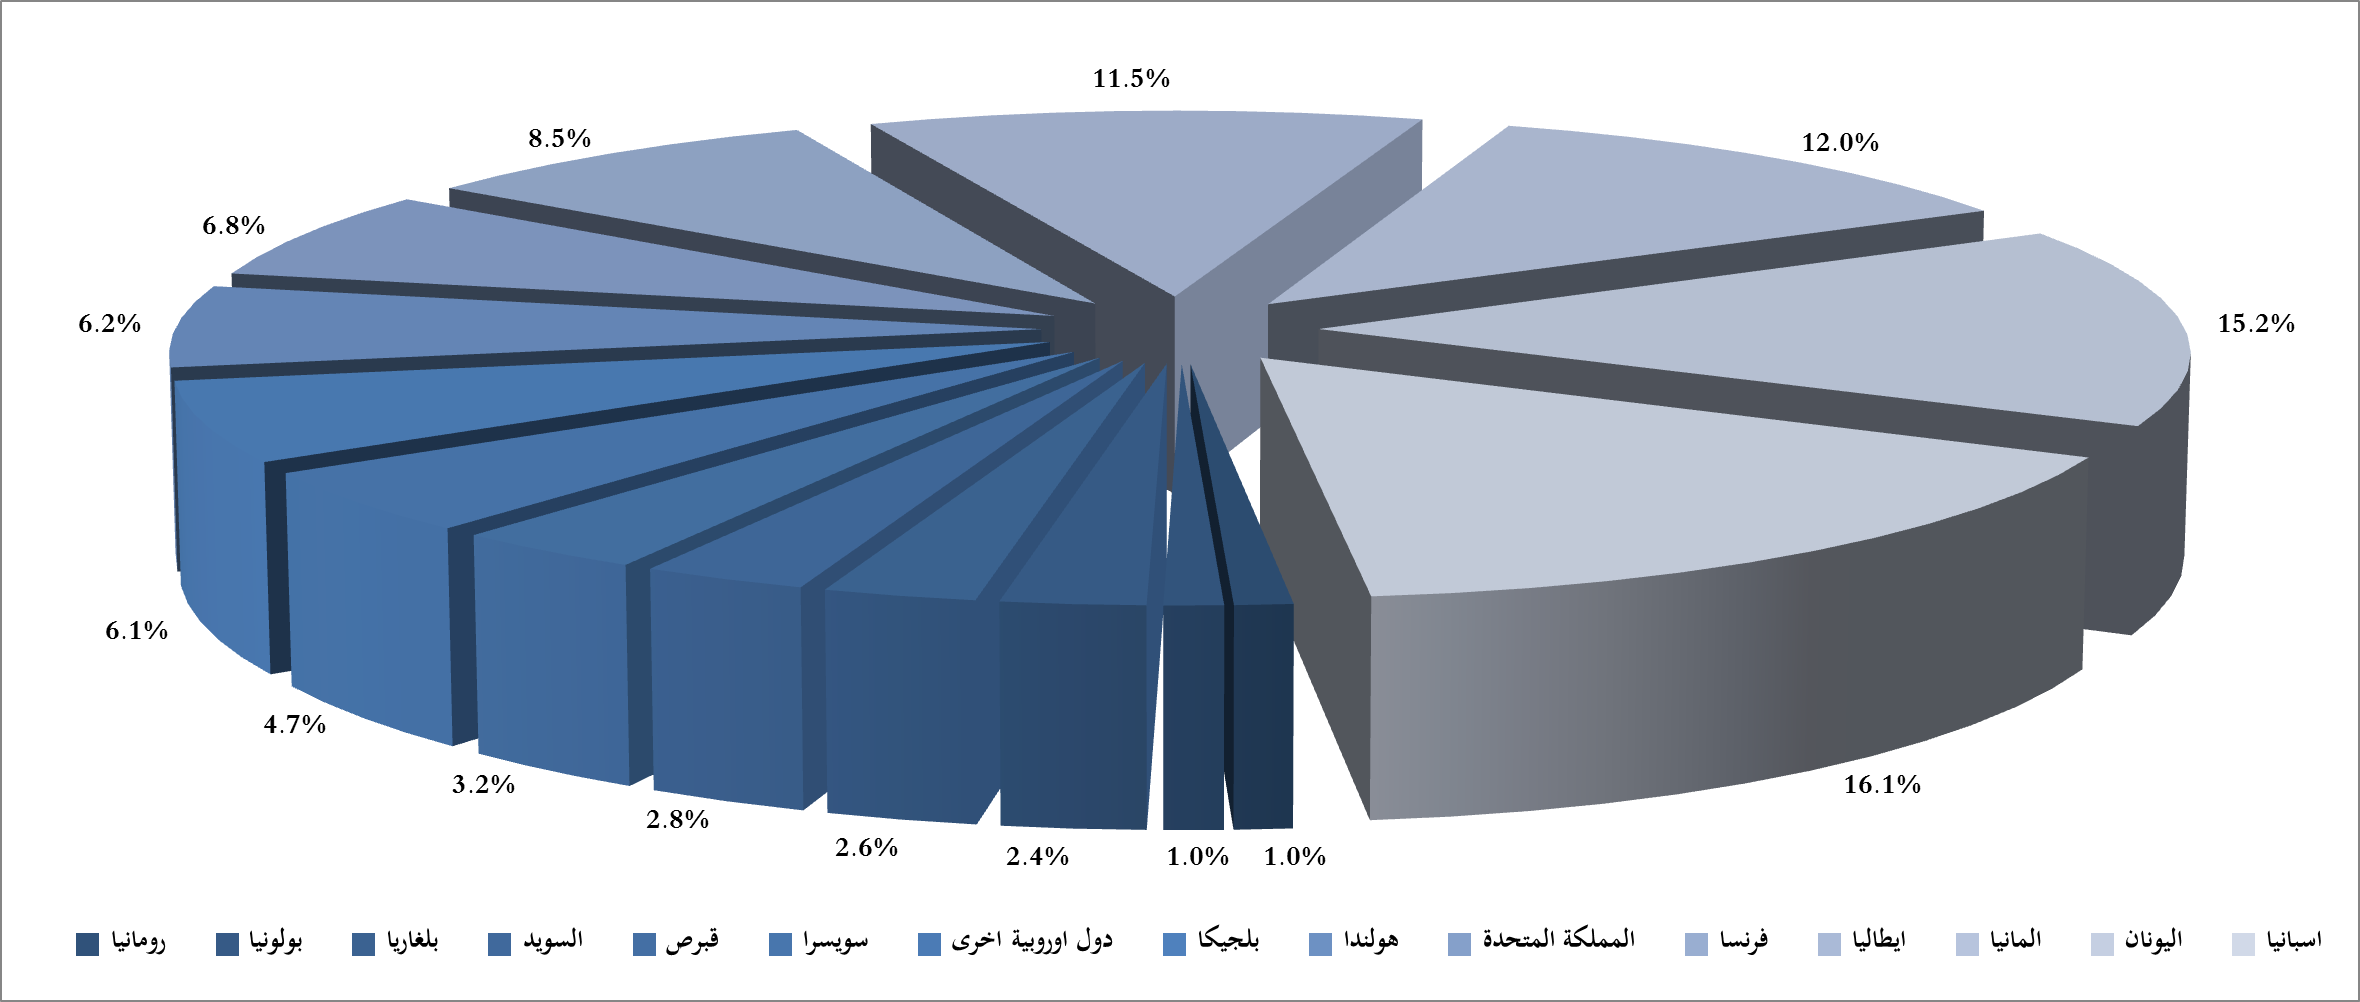 11.5%
12.0%
8.5%
6.8%
15.2%
6.2%
6.1%
4.7%
3.2%
16.1%
2.8%
2.6%
2.4%
1.0%
1.0%
اسبانيا
اليونان
المانيا
ايطاليا
فرنسا
المملكة المتحدة
هولندا
بلجيكا
دول اوروبية اخرى
سويسرا
قبرص
السويد
بلغاريا
بولونيا
رومانيا